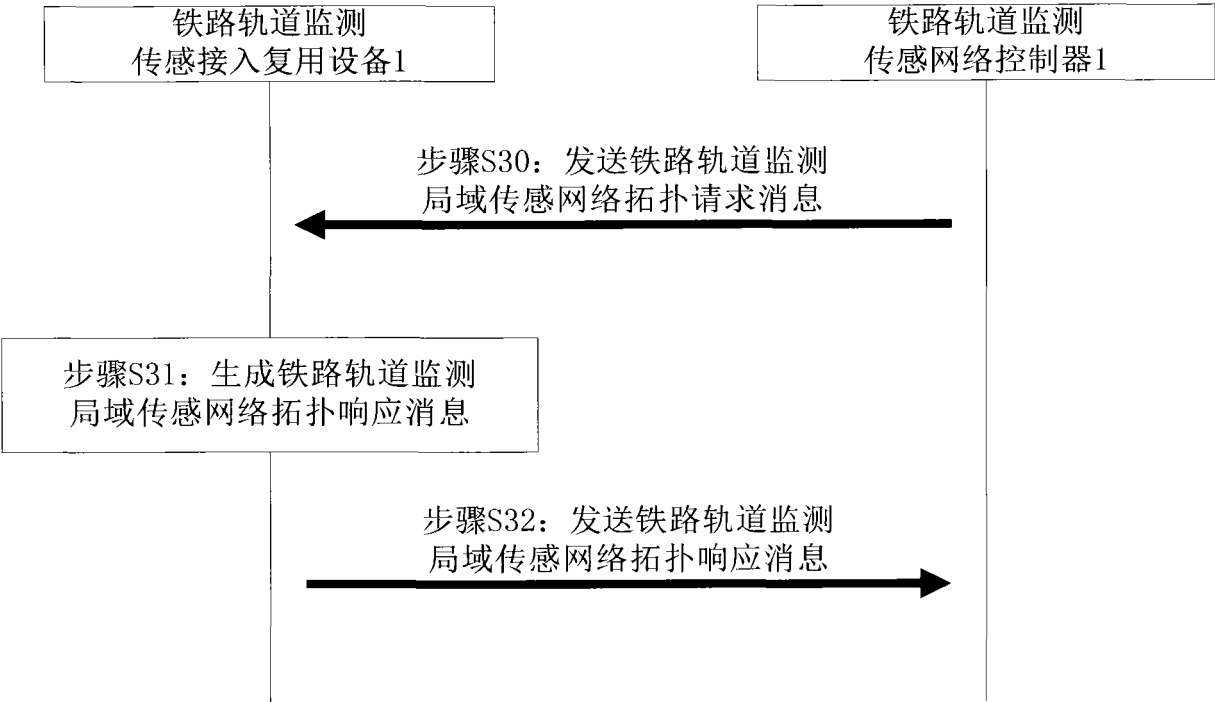 铁路轨道监测
传感接入复用设备1
铁路轨道监测
传感网络控制器1
步骤S30：发送铁路轨道监测
局域传感网络拓扑请求消息
步骤S31：生成铁路轨道监测
局域传感网络拓扑响应消息
步骤S32：发送铁路轨道监测
局域传感网络拓扑响应消息